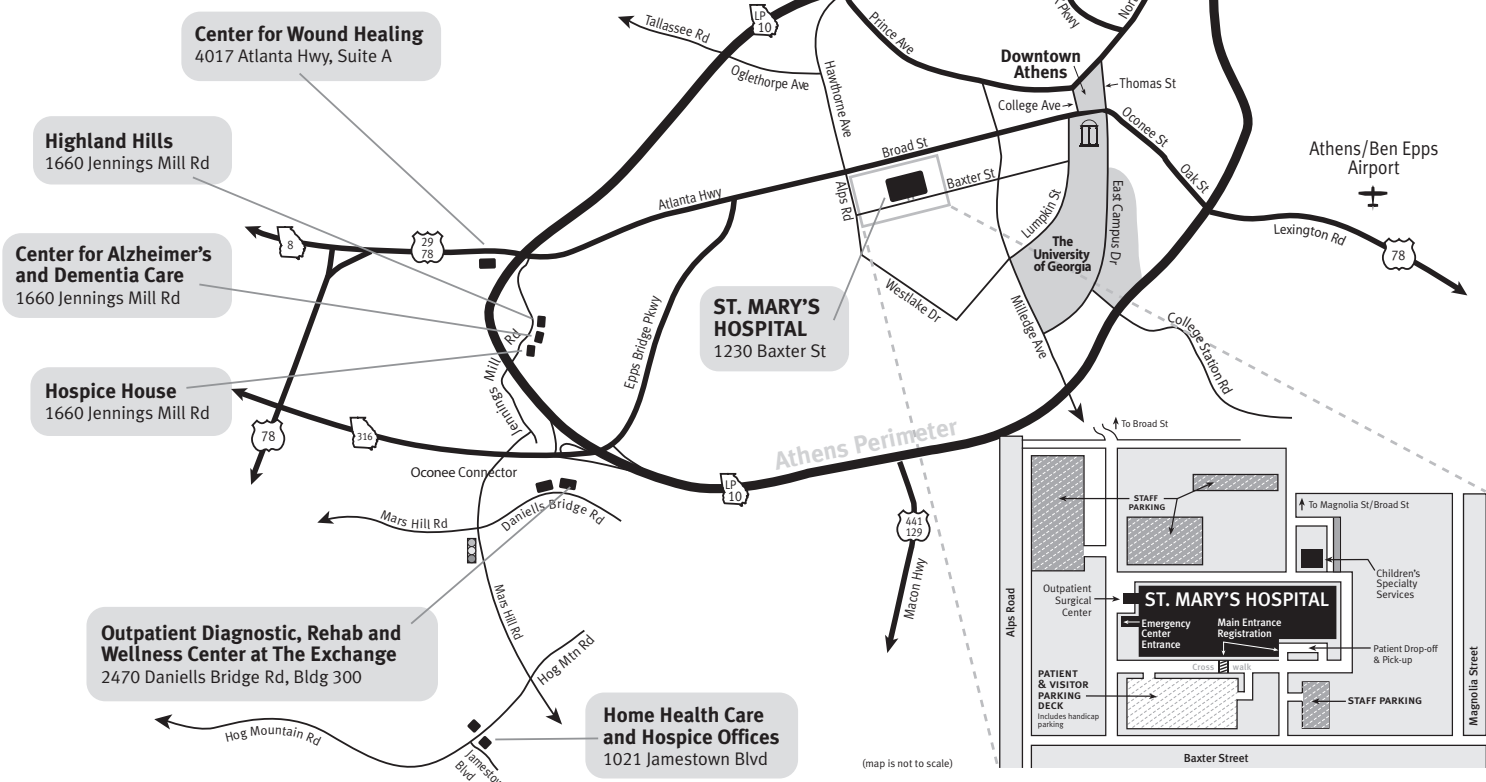 Center for Wound Healing
4017 Atlanta Hwy, Suite A
Highland Hills
1660 Jennings Mill Rd
Center for Alzheimer's
and Dementia Care
1660 Jennings Mill Rd
Hospice House
1660 Jennings Mill Rd
Outpatient Diagnostic, Rehab and
Wellness Center at The Exchange
2470 Daniells Bridge Rd, Bldg 300
Home Health Care
and Hospice Offices
1021 Jamestown Blvd
ST. MARY'S
HOSPITAL
1230 Baxter St
Tallassee Rd
LP
10
Oglethorpe Ave
Hawthorne Ave
Prince Ave
Pkwy
Downtown
Athens
Thomas St
College Ave
Oconee St
Oak St
Athens/Ben Epps
Airport
Lexington Rd
78
Broad St
Baxter St
Atlanta Hwy
Alps Rd
Lumpkin St
East Campus Dr
The
University
of Georgia
Westlake Dr
Milledge Ave
College Station Rd
8
29
78
Jennings Mill Rd
Epps Bridge Pkwy
78
316
Oconee Connector
Athens Perimeter
LP
10
441
129
Macon Hwy
Mars Hill Rd
Daniells Bridge Rd
Mars Hill Rd
Hog Mtn Rd
Hog Mountain Rd
Jamestown
Blvd
(map is not to scale)
To Broad St
STAFF
PARKING
To Magnolia St/Broad St
Children's
Specialty
Services
Outpatient
Surgical
Center
ST. MARY'S HOSPITAL
Emergency
Center
Entrance
Main Entrance
Registration
Patient Drop-off
& Pick-up
Cross walk
PATIENT
& VISITOR
PARKING
DECK
Includes handicap
parking
STAFF PARKING
Alps Road
Magnolia Street
Baxter Street